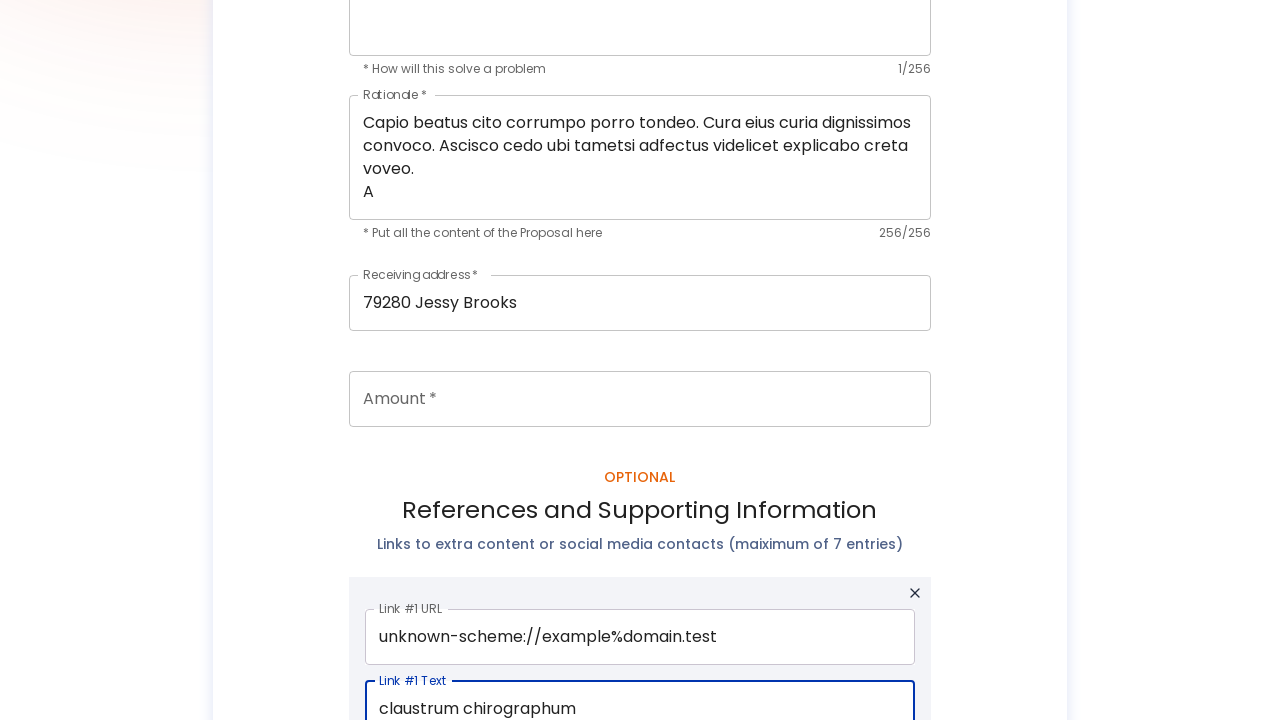 * How will this solve a problem
1/256
Rationale *
Capio beatus cito corrumpo porro tondeo. Cura eius curia dignissimos
convoco. Ascisco cedo ubi tametsi adfectus videlicet explicabo creta
voveo.
A
* Put all the content of the Proposal here
256/256
Receiving address *
79280 Jessy Brooks
Amount *
OPTIONAL
References and Supporting Information
Links to extra content or social media contacts (maiximum of 7 entries)
Link #1 URL
unknown-scheme://example%domain.test
Link #1 Text
claustrum chirographum